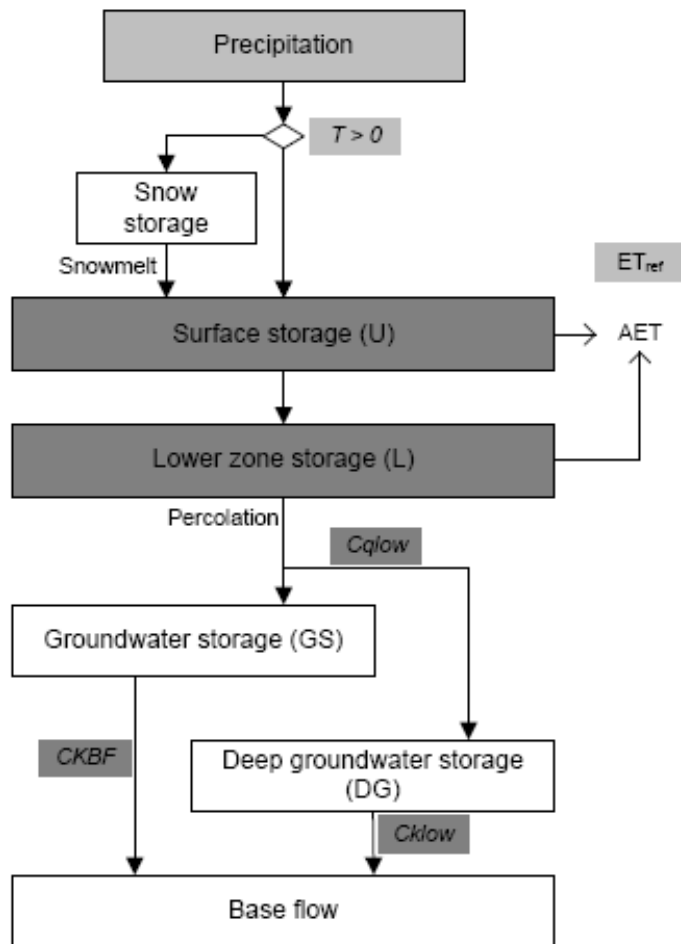 Precipitation
T > 0
Snow
storage
Snowmelt
ETref
Surface storage (U)
AET
Lower zone storage (L)
Percolation
Cqlow
Groundwater storage (GS)
CKBF
Deep groundwater storage
(DG)
Cklow
Base flow